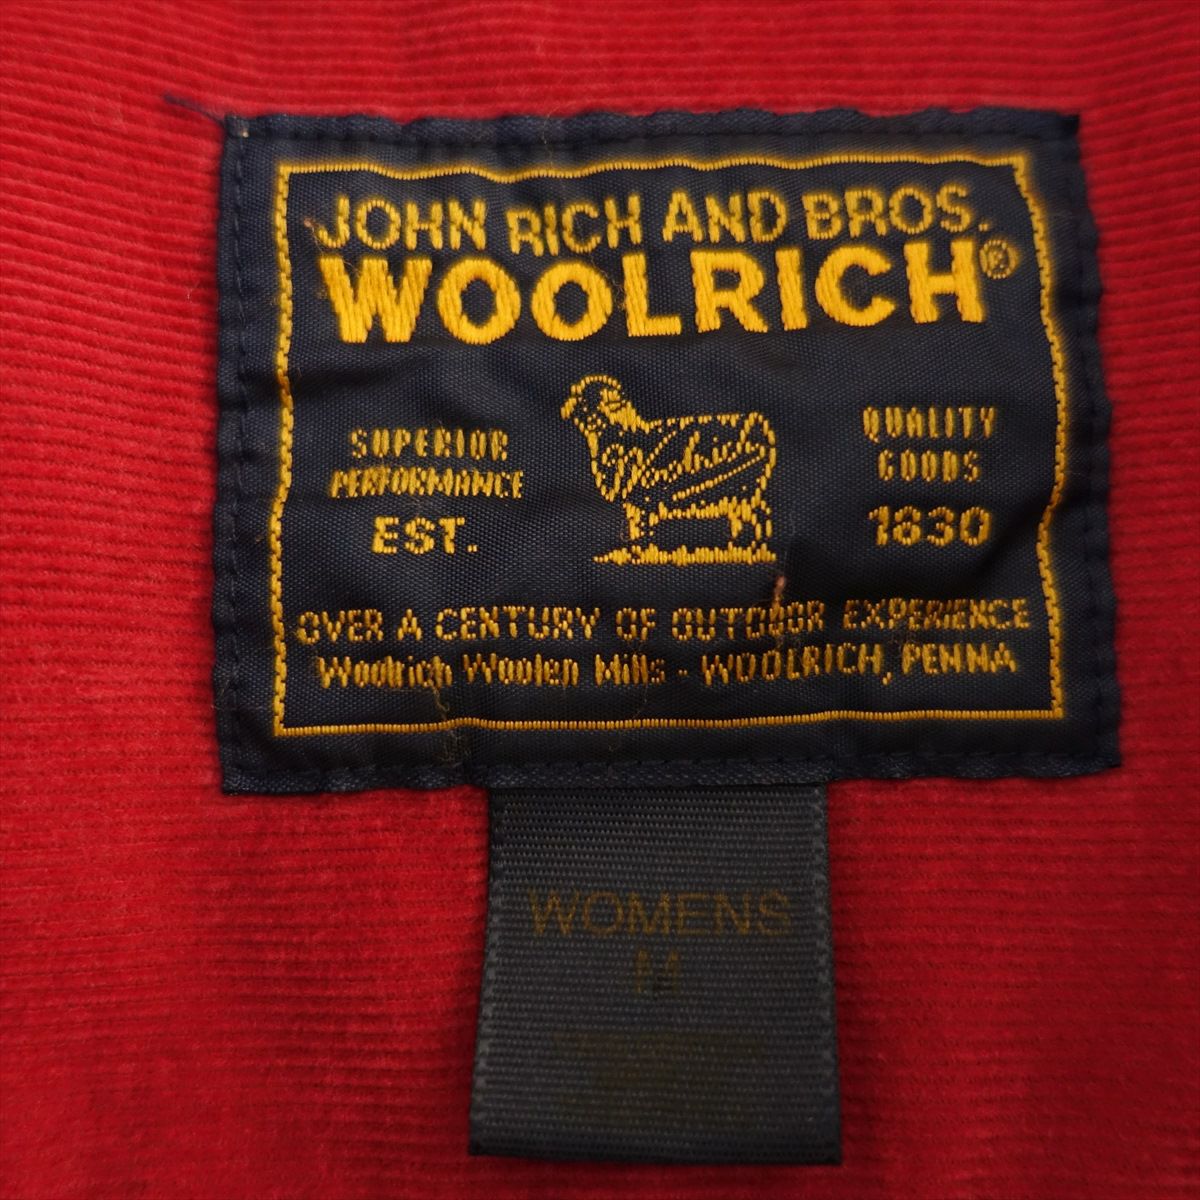 JOHN RICH AND BROS.
WOOLRICH®
SUPERIOR
PERFORMANCE
EST.
Woolrich
QUALITY
GOODS
1830
OVER A CENTURY OF OUTDOOR EXPERIENCE
Woolrich Woolen Mills - WOOLRICH, PENNA
WOMENS
M